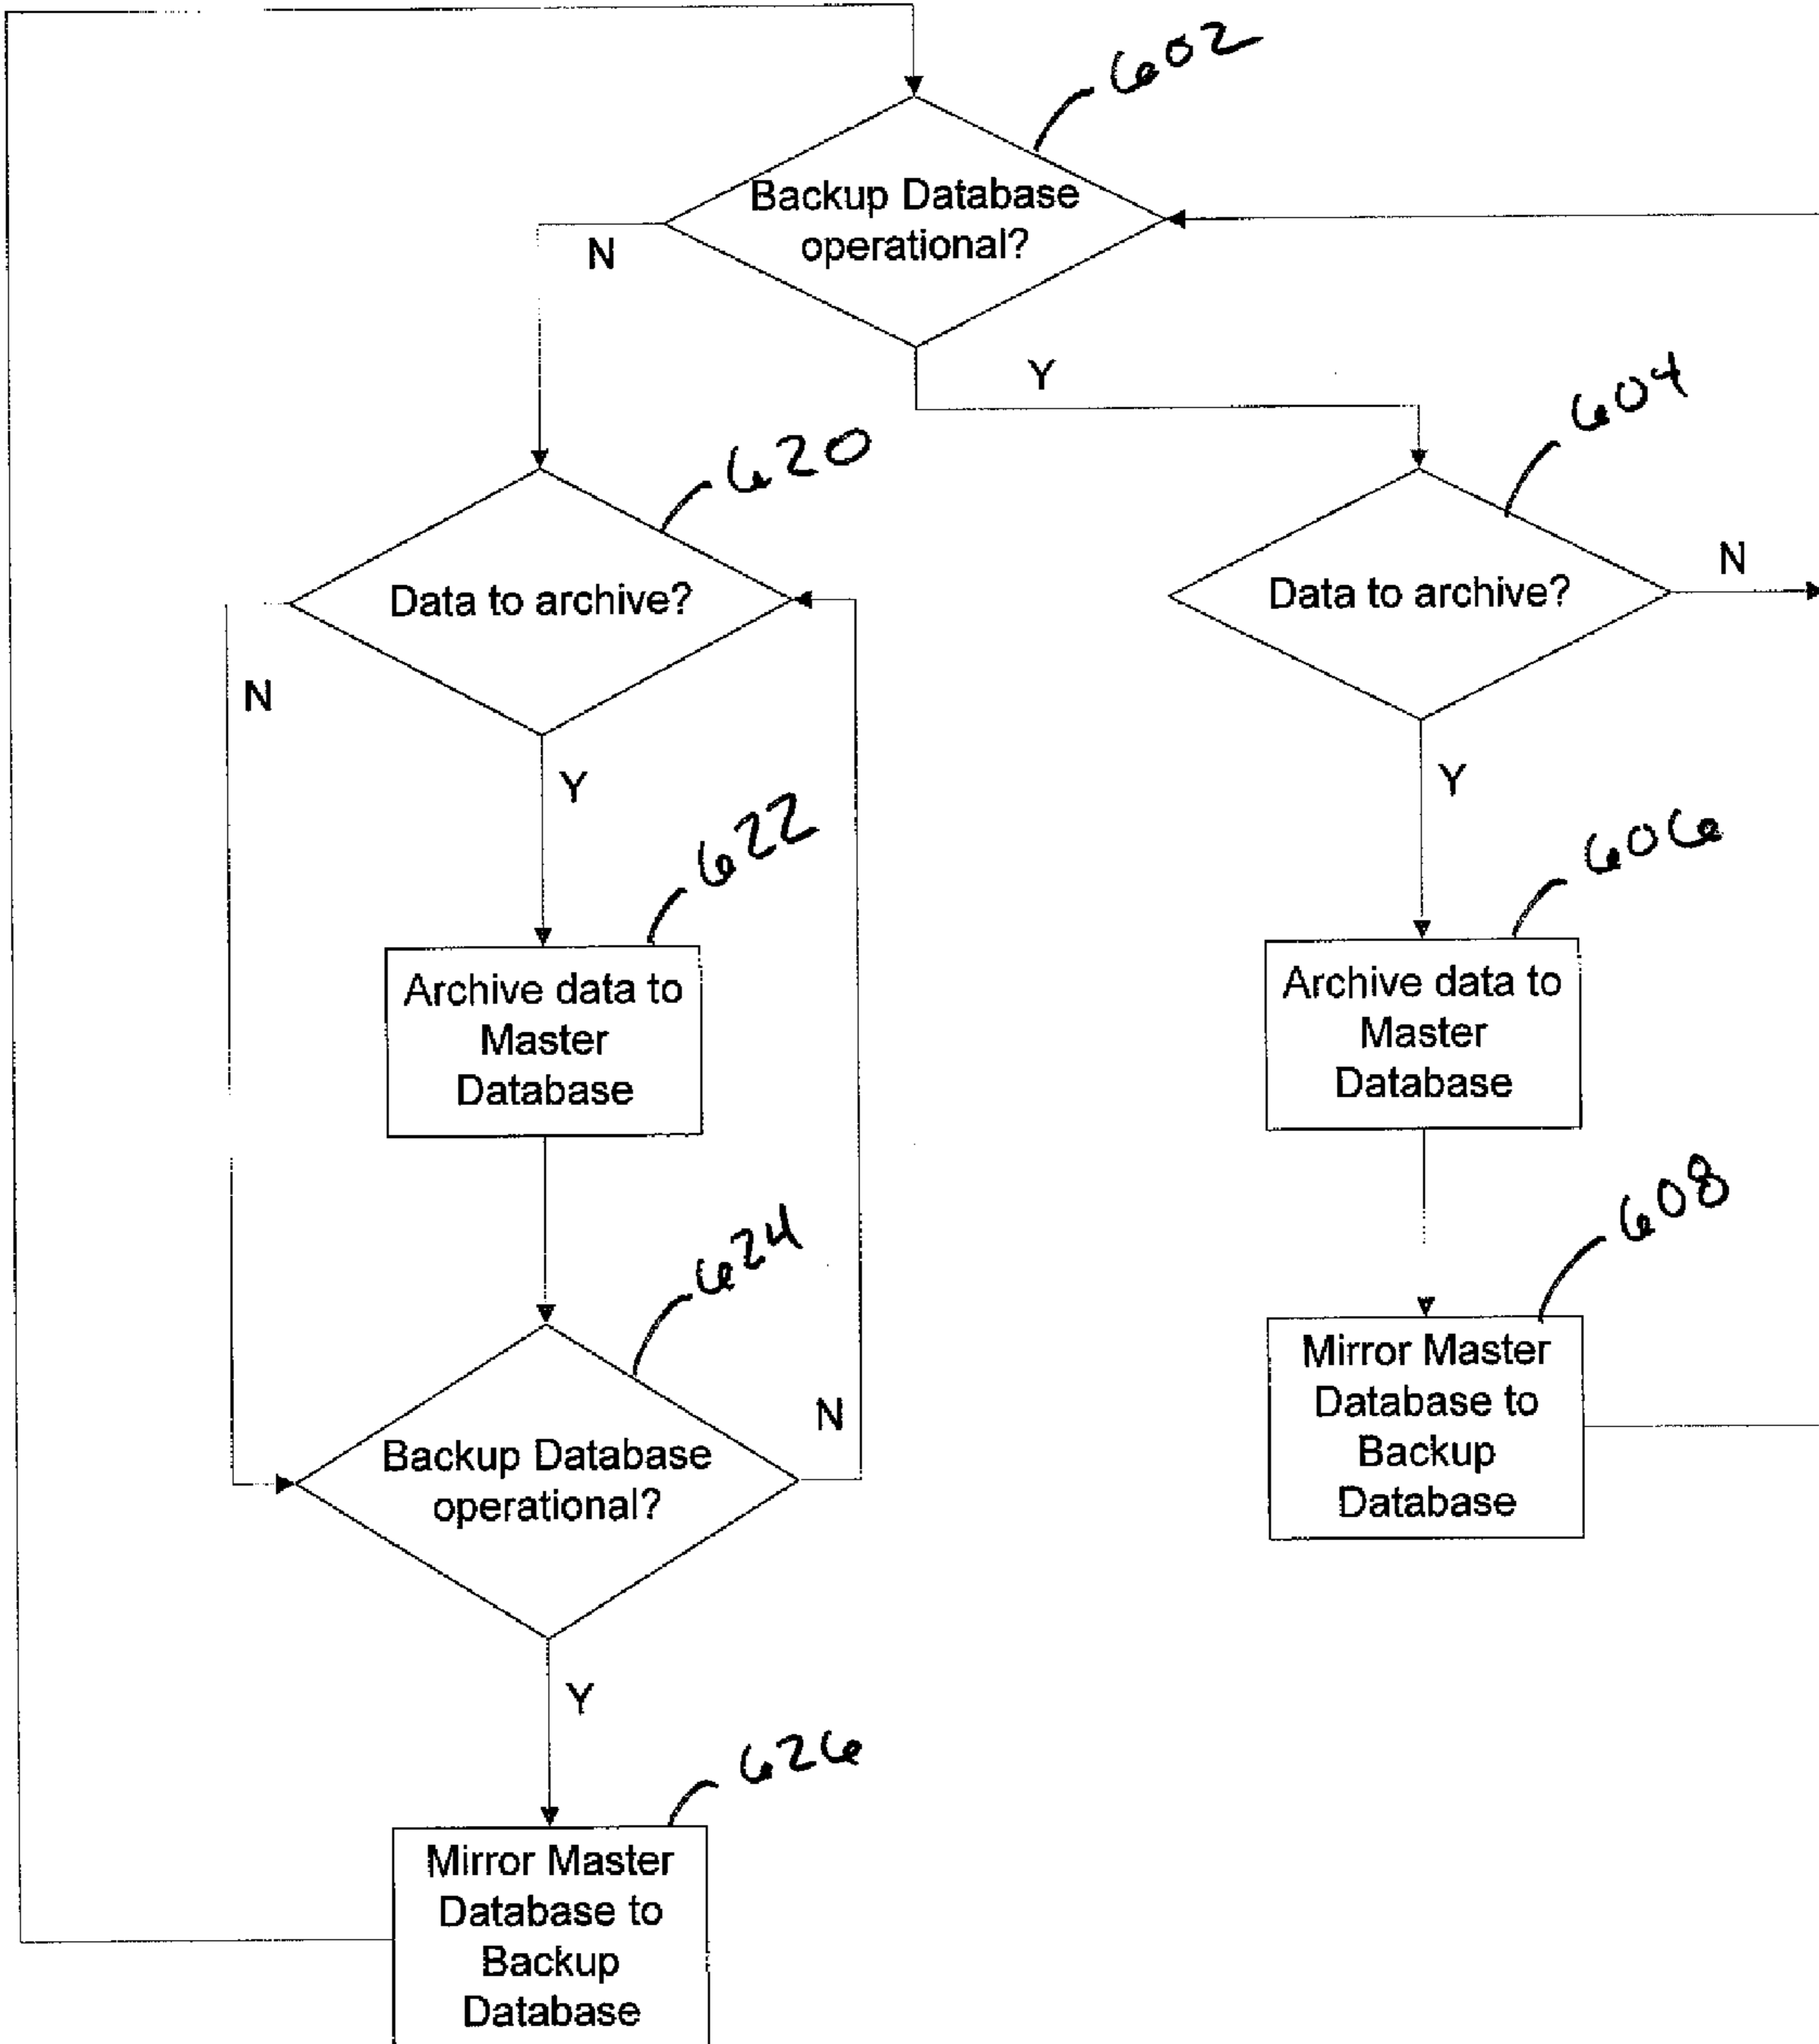 602
Backup Database
operational?
N
Y
604
620
Data to archive?
N
Y
Data to archive?
N
Y
622
Archive data to
Master
Database
606
Archive data to
Master
Database
624
Backup Database
operational?
N
Y
608
Mirror Master
Database to
Backup
Database
626
Mirror Master
Database to
Backup
Database